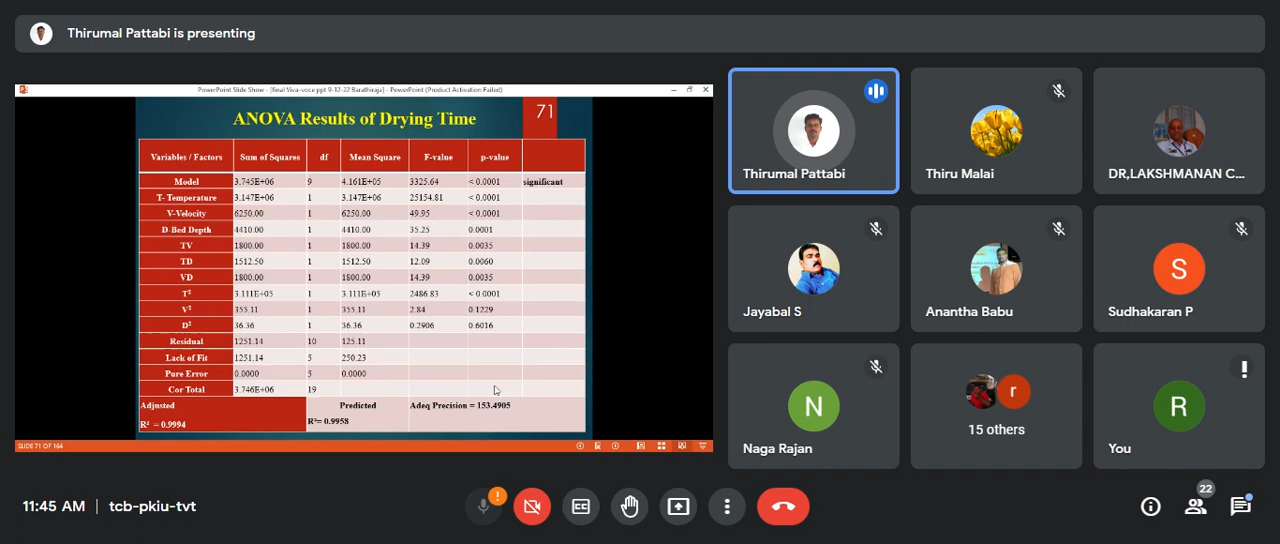 Thirumal Pattabi is presenting
PowerPoint Slide Show - [final Viva-voce.ppt 9-12-22 Barathiraja] - PowerPoint (Product Activation Failed)
ANOVA Results of Drying Time
71
Variables / Factors Sum of Squares df Mean Square F-value p-value
Model 3.745E+06 9 4.161E+05 3325.64 < 0.0001 significant
T- Temperature 3.147E+06 1 3.147E+06 25154.81 < 0.0001
V-Velocity 6250.00 1 6250.00 49.95 < 0.0001
D-Bed Depth 4410.00 1 4410.00 35.25 0.0001
TV 1800.00 1 1800.00 14.39 0.0035
TD 1512.50 1 1512.50 12.09 0.0060
VD 1800.00 1 1800.00 14.39 0.0035
T² 3.111E+05 1 3.111E+05 2486.83 < 0.0001
V² 355.11 1 355.11 2.84 0.1229
D² 36.36 1 36.36 0.2906 0.6016
Residual 1251.14 10 125.11
Lack of Fit 1251.14 5 250.23
Pure Error 0.0000 5 0.0000
Cor Total 3.746E+06 19
Adjusted Predicted Adeq Precision = 153.4905
R² = 0.9994 R²= 0.9958
SLIDE 71 OF 164
Thirumal Pattabi
Thiru Malai
DR,LAKSHMANAN C...
Jayabal S
Anantha Babu
S
Sudhakaran P
N
Naga Rajan
r
15 others
R
You
11:45 AM | tcb-pkiu-tvt
CC
22